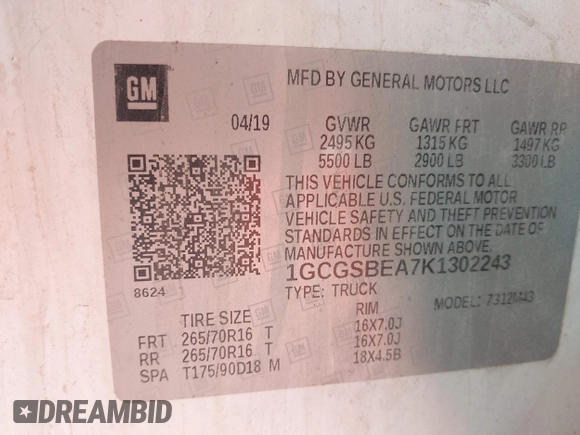 GM
MFD BY GENERAL MOTORS LLC
04/19 GVWR GAWR FRT GAWR RR
2495 KG 1315 KG 1497 KG
5500 LB 2900 LB 3300 LB
THIS VEHICLE CONFORMS TO ALL
APPLICABLE U.S. FEDERAL MOTOR
VEHICLE SAFETY AND THEFT PREVENTION
STANDARDS IN EFFECT ON THE DATE OF
MANUFACTURE SHOWN ABOVE.
8624
1GCGSBEA7K1302243
TYPE: TRUCK MODEL: 7312M43
TIRE SIZE RIM
FRT 265/70R16 T 16X7.0J
RR 265/70R16 T 16X7.0J
SPA T175/90D18 M 18X4.5B
DREAMBID